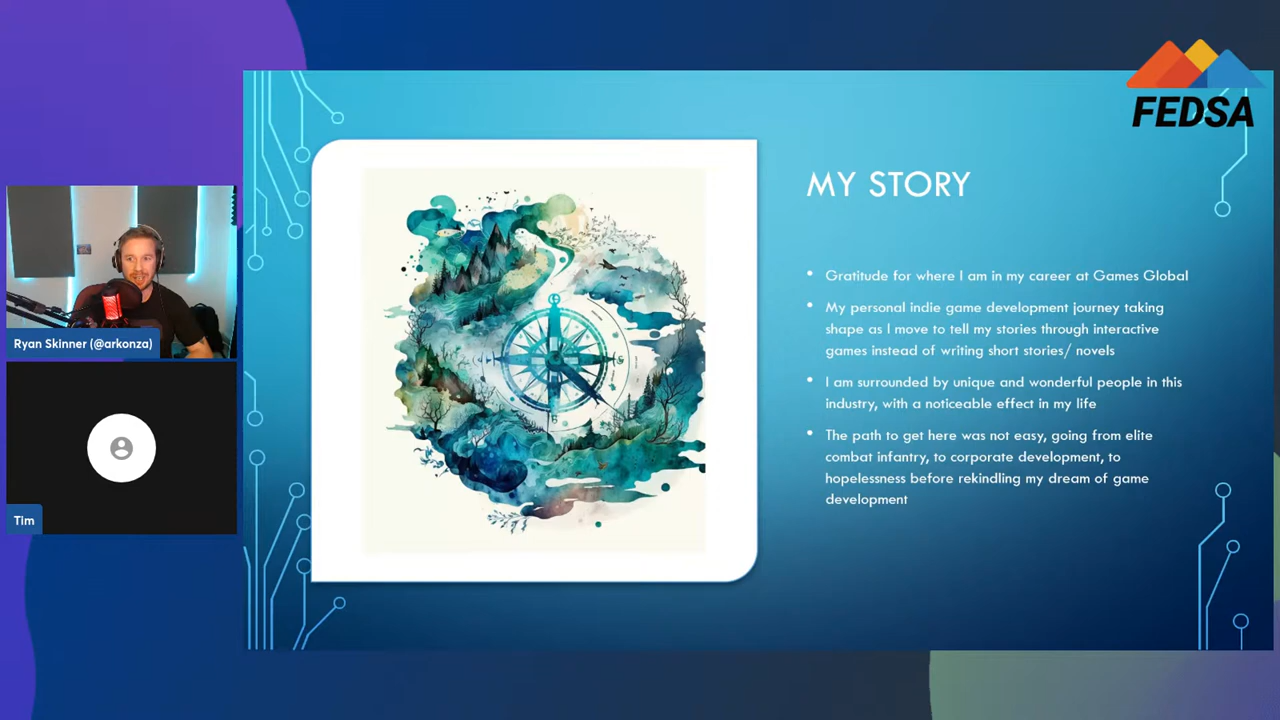 FEDSA
MY STORY
• Gratitude for where I am in my career at Games Global
• My personal indie game development journey taking
shape as I move to tell my stories through interactive
games instead of writing short stories/ novels
• I am surrounded by unique and wonderful people in this
industry, with a noticeable effect in my life
• The path to get here was not easy, going from elite
combat infantry, to corporate development, to
hopelessness before rekindling my dream of game
development
Ryan Skinner (@arkonza)
Tim